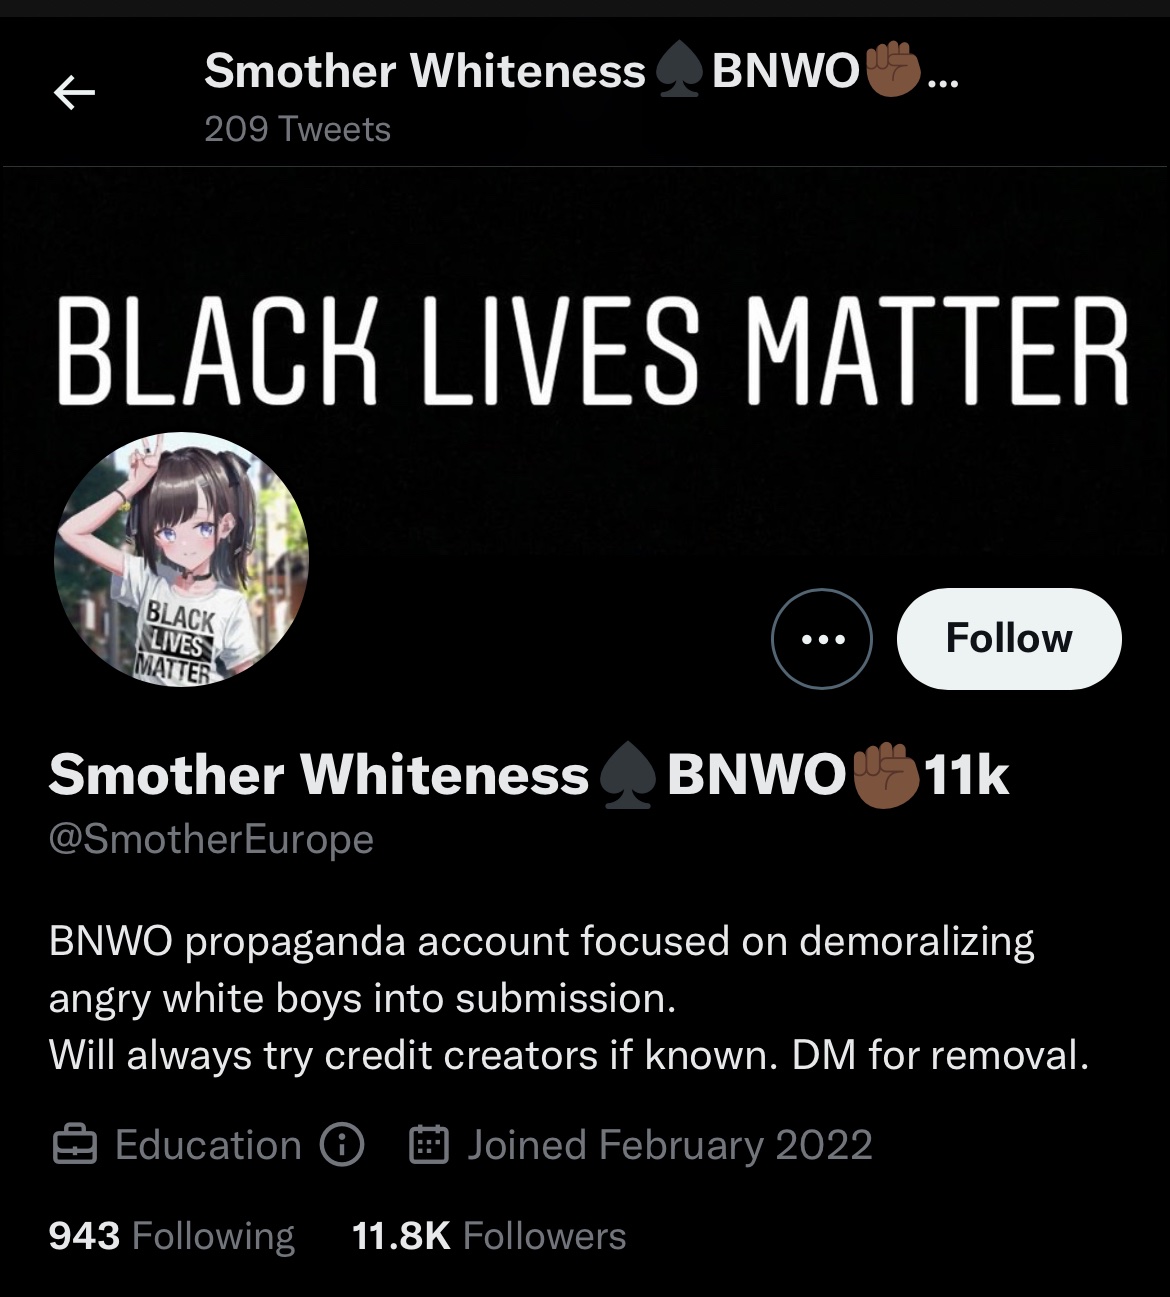 Smother Whiteness♠️BNWO✊🏾...
209 Tweets
BLACK LIVES MATTER
BLACK
LIVES
MATTER
Follow
Smother Whiteness♠️BNWO✊🏾11k
@SmotherEurope
BNWO propaganda account focused on demoralizing
angry white boys into submission.
Will always try credit creators if known. DM for removal.
Education Joined February 2022
943 Following 11.8K Followers